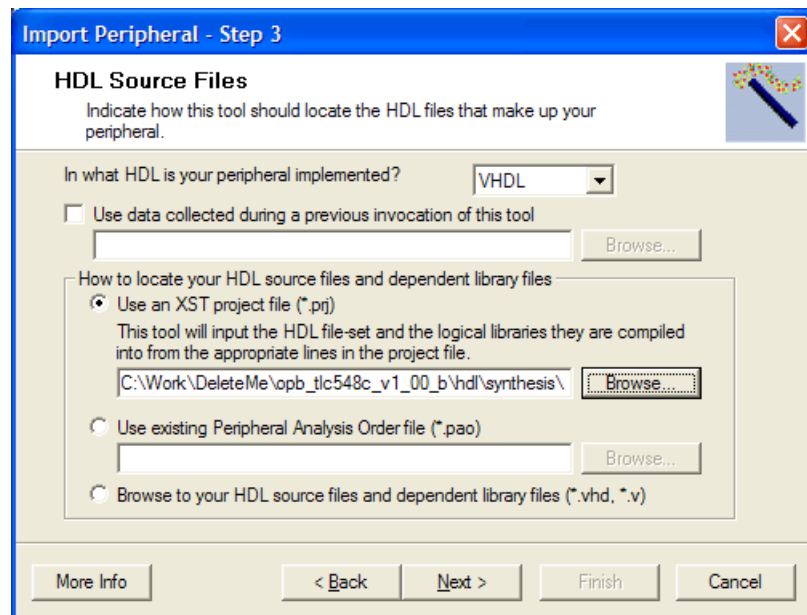 Import Peripheral - Step 3
HDL Source Files
Indicate how this tool should locate the HDL files that make up your
peripheral.
In what HDL is your peripheral implemented?
VHDL
Use data collected during a previous invocation of this tool
Browse...
How to locate your HDL source files and dependent library files
Use an XST project file (*.prj)
This tool will input the HDL file-set and the logical libraries they are compiled
into from the appropriate lines in the project file.
C:\Work\DeleteMe\opb_tlc548c_v1_00_b\hdl\synthesis\
Browse...
Use existing Peripheral Analysis Order file (*.pao)
Browse...
Browse to your HDL source files and dependent library files (*.vhd, *.v)
More Info
< Back
Next >
Finish
Cancel